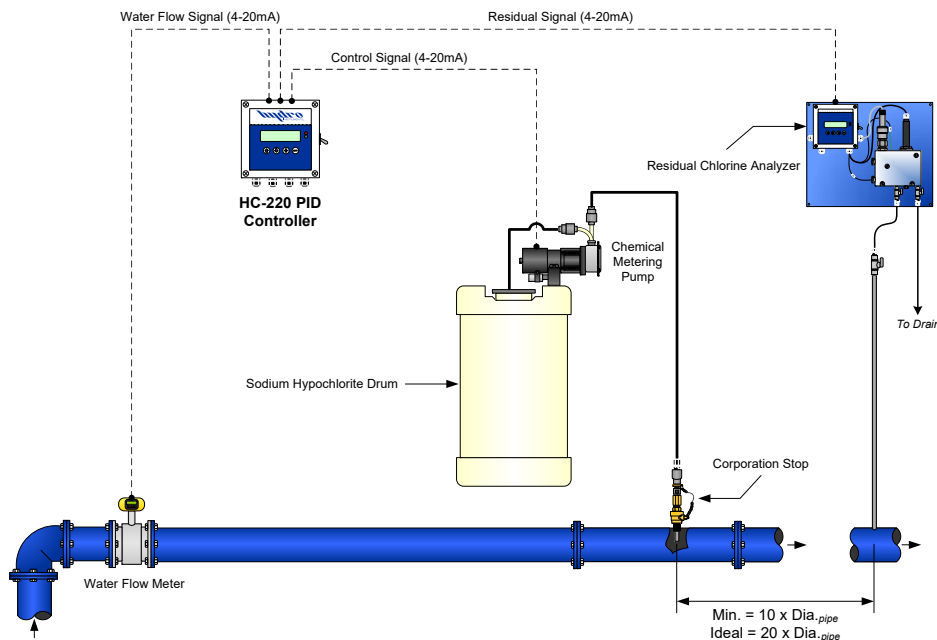 Water Flow Signal (4-20mA)
Residual Signal (4-20mA)
Control Signal (4-20mA)
hydro
HC-220 PID
Controller
Residual Chlorine Analyzer
Chemical
Metering
Pump
To Drain
Sodium Hypochlorite Drum
Corporation Stop
Water Flow Meter
Min. = 10 x Dia.pipe
Ideal = 20 x Dia.pipe